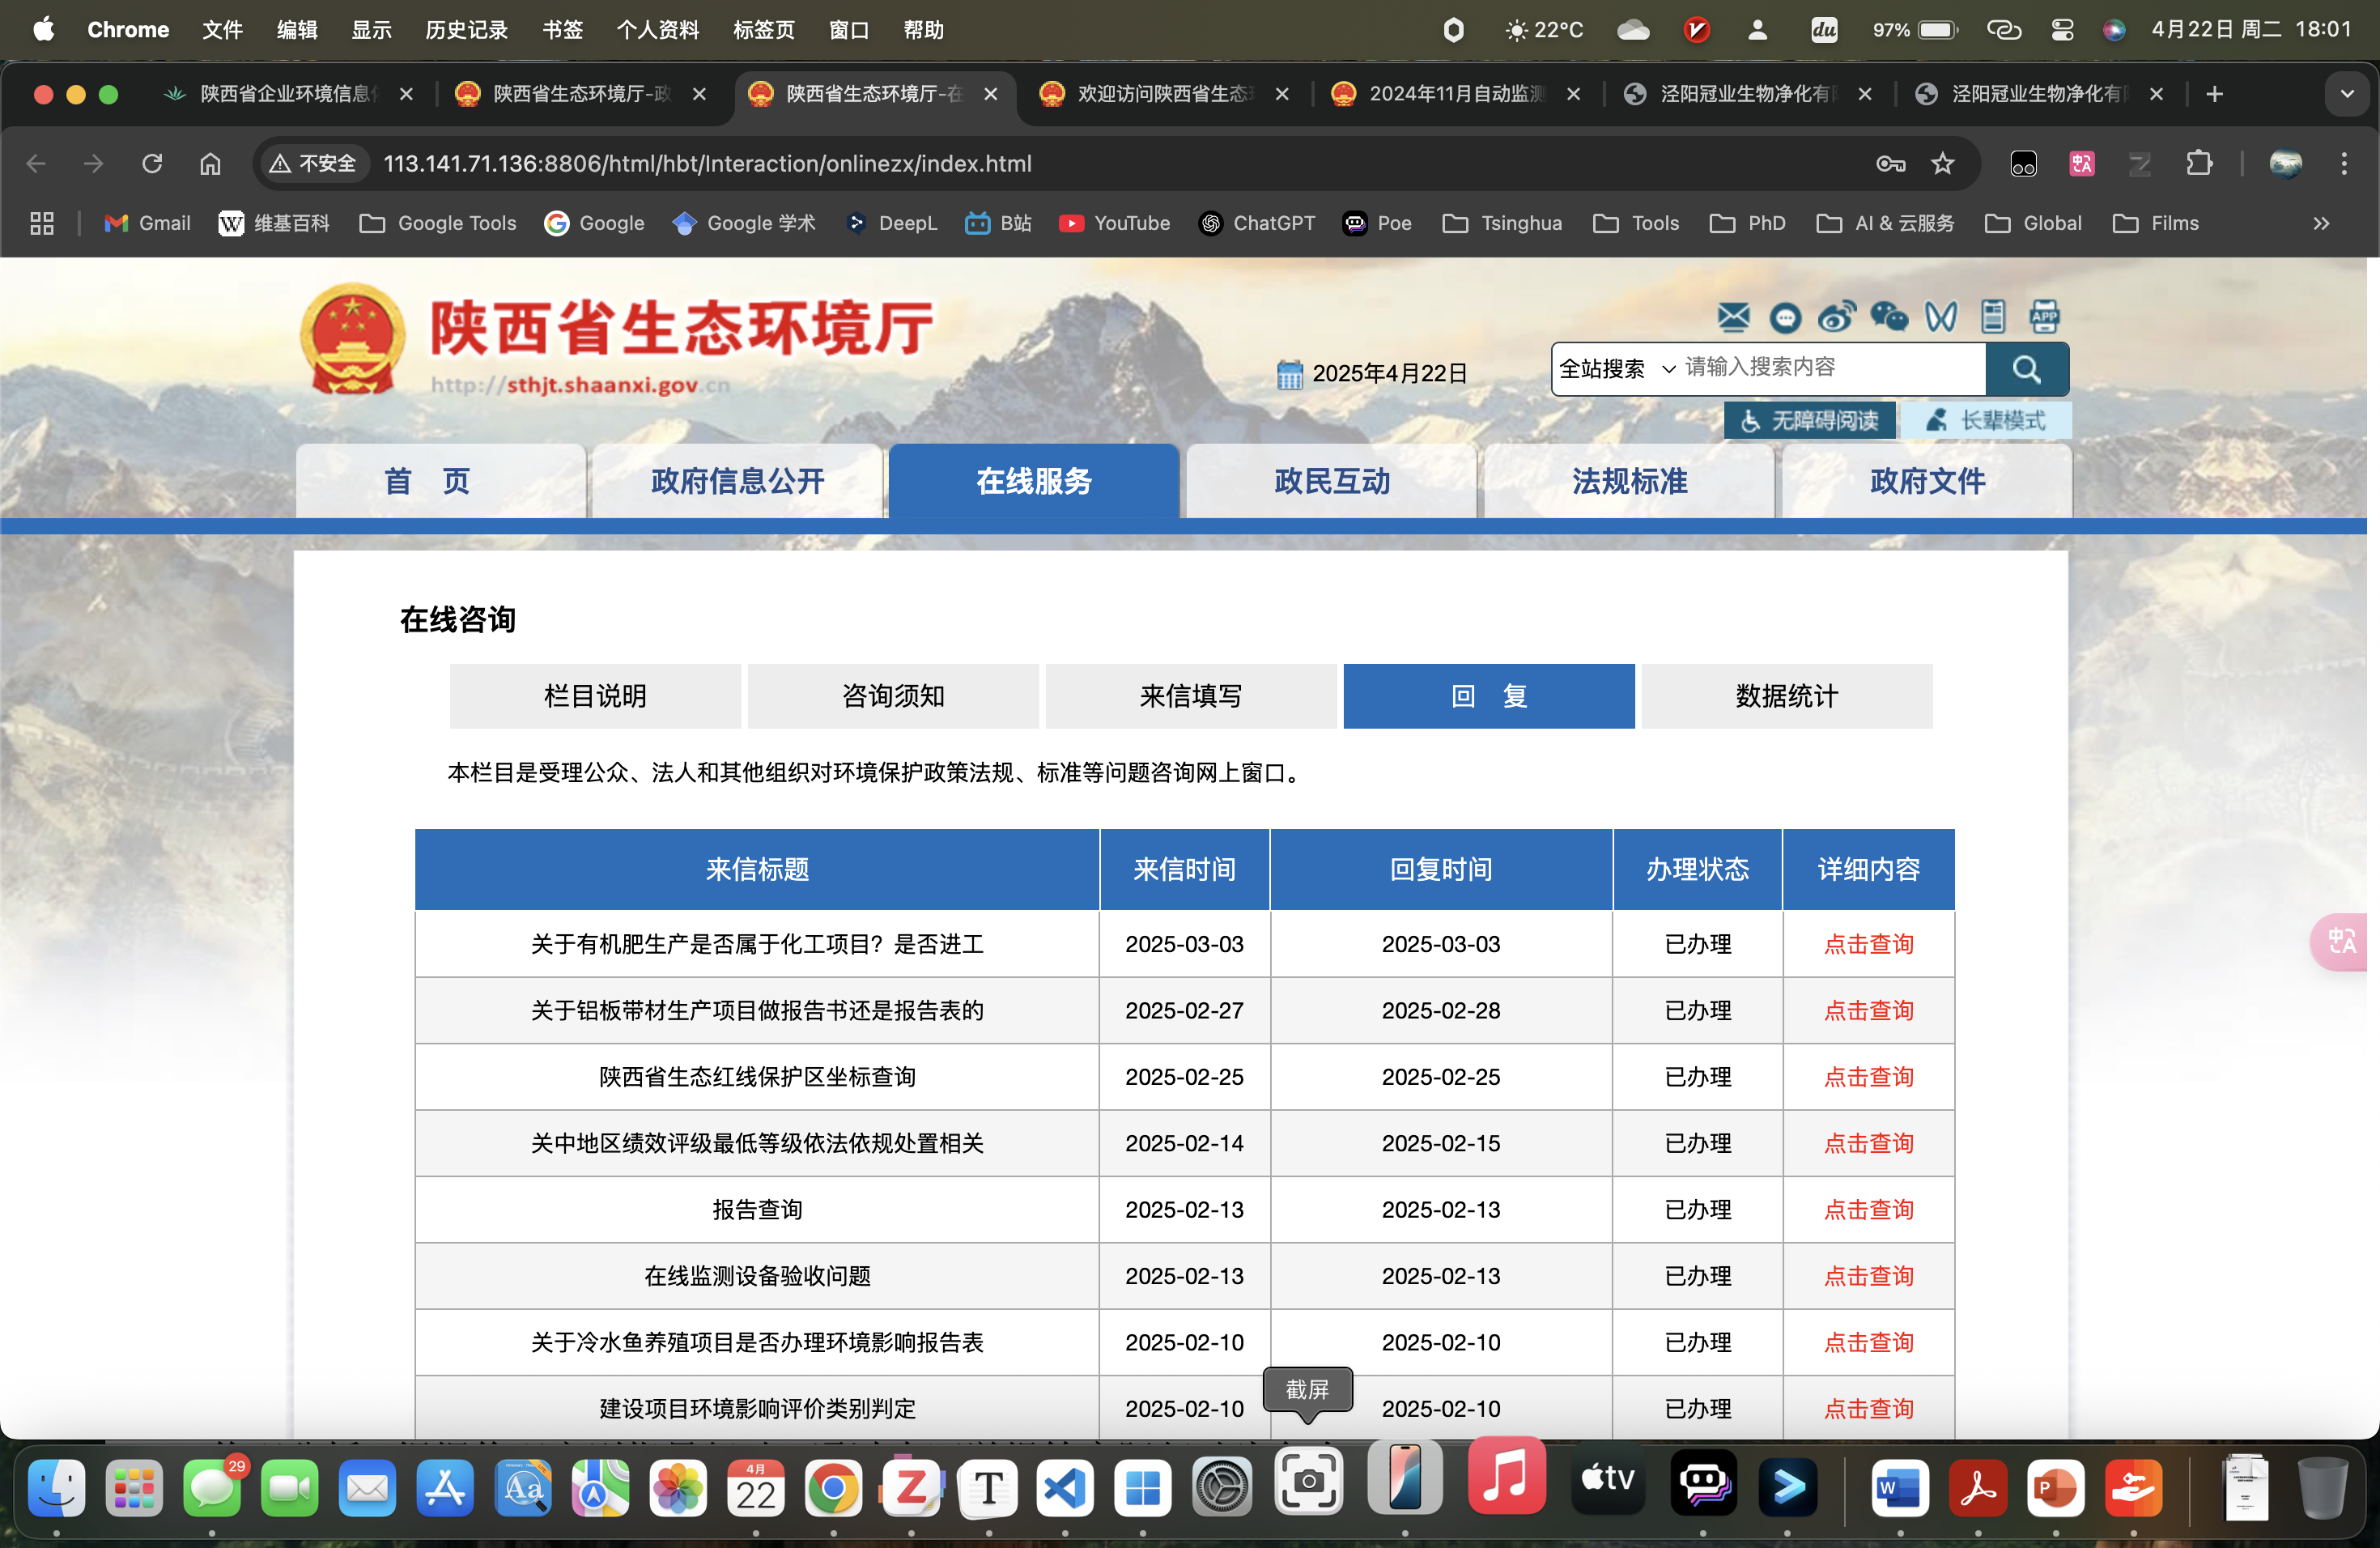 Chrome 文件 编辑 显示 历史记录 书签 个人资料 标签页 窗口 帮助 22°C du 97% 4月22日 周二 18:01
陕西省企业环境信息 陕西省生态环境厅-政 陕西省生态环境厅-在 欢迎访问陕西省生态 2024年11月自动监测 泾阳冠业生物净化有 泾阳冠业生物净化有
不安全 113.141.71.136:8806/html/hbt/Interaction/onlinezx/index.html
Gmail 维基百科 Google Tools Google Google 学术 DeepL B站 YouTube ChatGPT Poe Tsinghua Tools PhD AI & 云服务 Global Films
陕西省生态环境厅
http://sthjt.shaanxi.gov.cn
APP
2025年4月22日
全站搜索 请输入搜索内容
无障碍阅读 长辈模式
首 页 政府信息公开 在线服务 政民互动 法规标准 政府文件
在线咨询
栏目说明 咨询须知 来信填写 回 复 数据统计
本栏目是受理公众、法人和其他组织对环境保护政策法规、标准等问题咨询网上窗口。
来信标题 来信时间 回复时间 办理状态 详细内容
关于有机肥生产是否属于化工项目？是否进工 2025-03-03 2025-03-03 已办理 点击查询
关于铝板带材生产项目做报告书还是报告表的 2025-02-27 2025-02-28 已办理 点击查询
陕西省生态红线保护区坐标查询 2025-02-25 2025-02-25 已办理 点击查询
关中地区绩效评级最低等级依法依规处置相关 2025-02-14 2025-02-15 已办理 点击查询
报告查询 2025-02-13 2025-02-13 已办理 点击查询
在线监测设备验收问题 2025-02-13 2025-02-13 已办理 点击查询
关于冷水鱼养殖项目是否办理环境影响报告表 2025-02-10 2025-02-10 已办理 点击查询
建设项目环境影响评价类别判定 2025-02-10 2025-02-10 已办理 点击查询
截屏
29
4月
22
tv